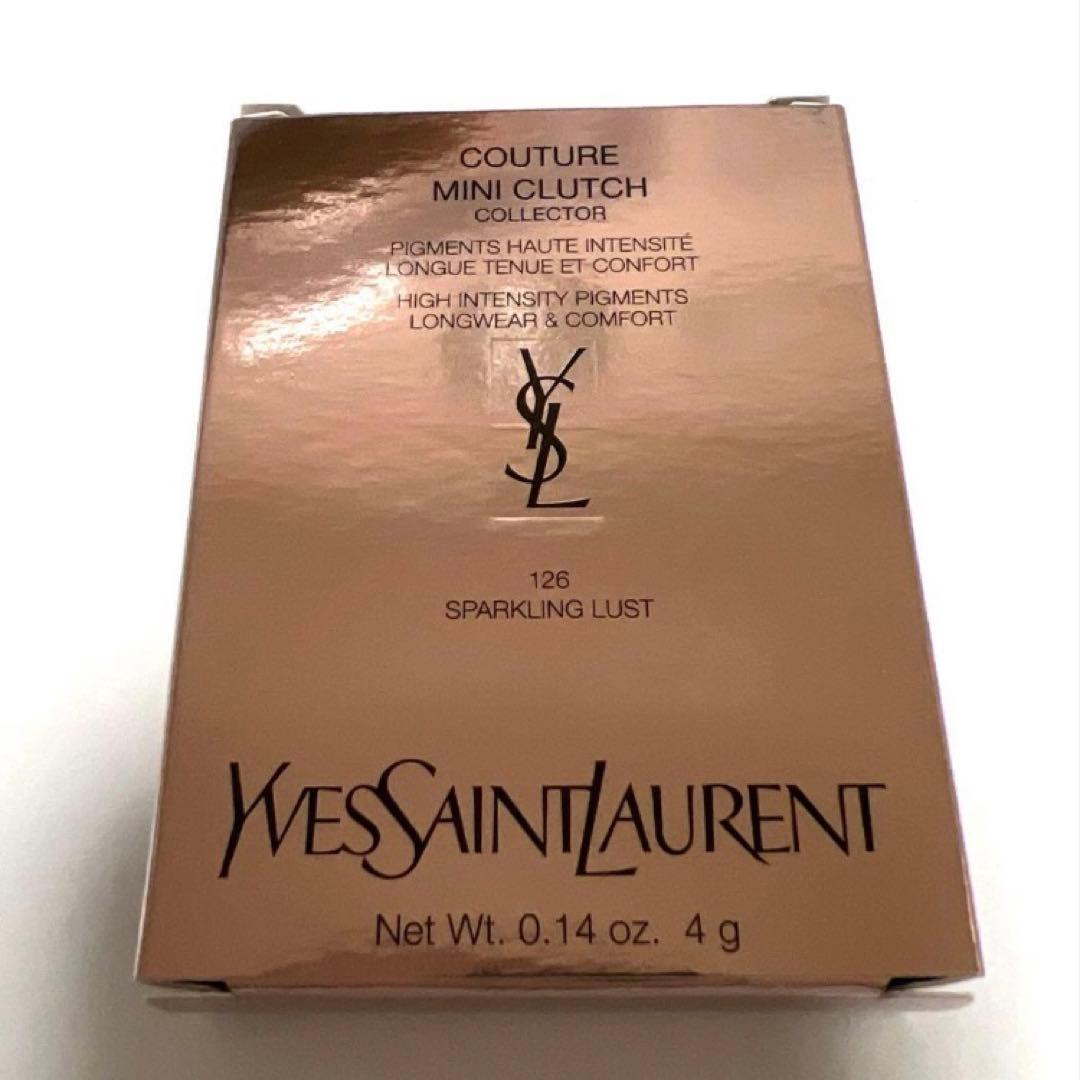 COUTURE
MINI CLUTCH
COLLECTOR
PIGMENTS HAUTE INTENSITÉ
LONGUE TENUE ET CONFORT
HIGH INTENSITY PIGMENTS
LONGWEAR & COMFORT
YSL
126
SPARKLING LUST
YVESSAINTLAURENT
Net Wt. 0.14 oz. 4 g